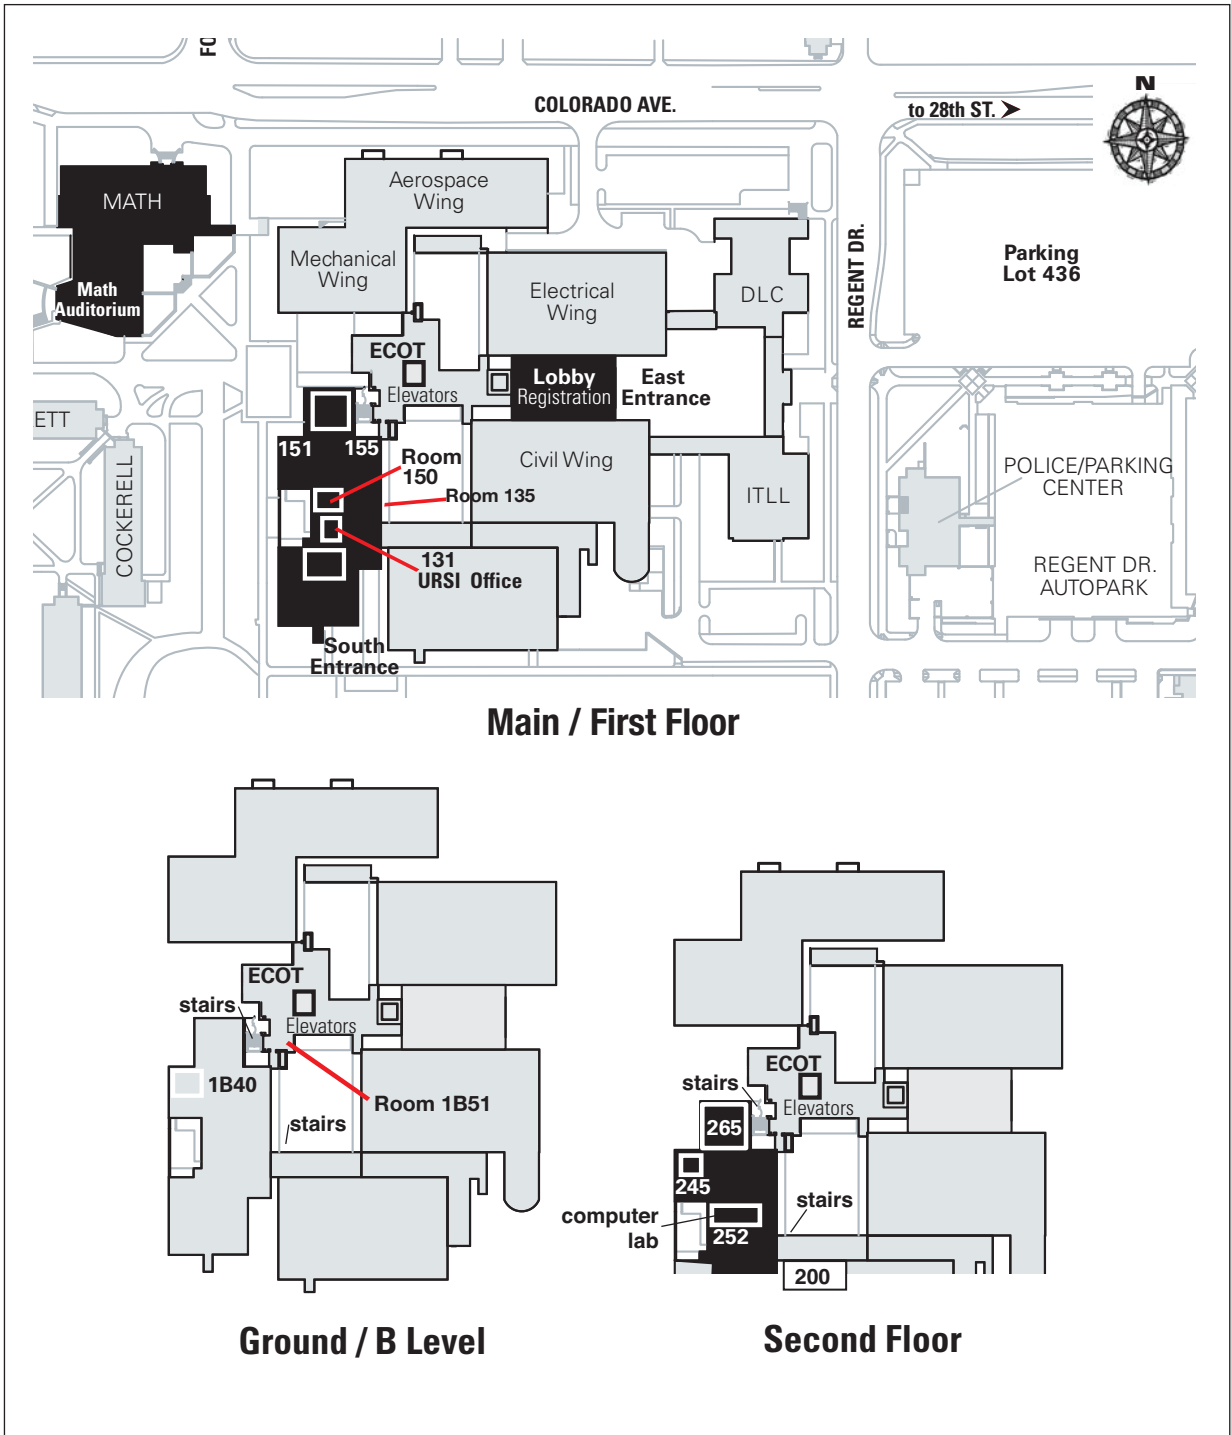 FO
COLORADO AVE.
to 28th ST.
N
MATH
Math
Auditorium
Aerospace
Wing
Mechanical
Wing
Electrical
Wing
DLC
REGENT DR.
Parking
Lot 436
ECOT
Elevators
Lobby
Registration
East
Entrance
ETT
COCKERELL
151
155
Room
150
Room 135
Civil Wing
ITLL
POLICE/PARKING
CENTER
131
URSI Office
REGENT DR.
AUTOPARK
South
Entrance
Main / First Floor
ECOT
stairs
Elevators
1B40
Room 1B51
stairs
Ground / B Level
ECOT
stairs
Elevators
265
245
stairs
computer
lab
252
200
Second Floor